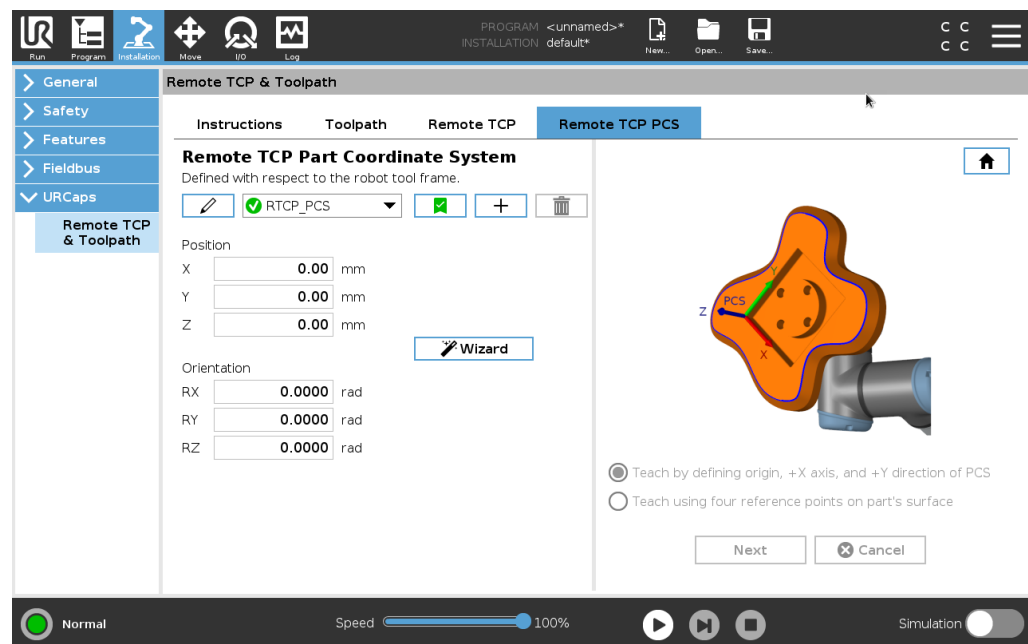 UR
PROGRAM <unnamed>*
INSTALLATION default*
C C
C C
Run Program Installation Move I/O Log New... Open... Save...
General
Safety
Features
Fieldbus
URCaps
Remote TCP
& Toolpath
Remote TCP & Toolpath
Instructions Toolpath Remote TCP Remote TCP PCS
Remote TCP Part Coordinate System
Defined with respect to the robot tool frame.
RTCP_PCS
Position
X 0.00 mm
Y 0.00 mm
Z 0.00 mm
Wizard
Orientation
RX 0.0000 rad
RY 0.0000 rad
RZ 0.0000 rad
Y
PCS
Z
X
Teach by defining origin, +X axis, and +Y direction of PCS
Teach using four reference points on part's surface
Next Cancel
Normal Speed 100% Simulation